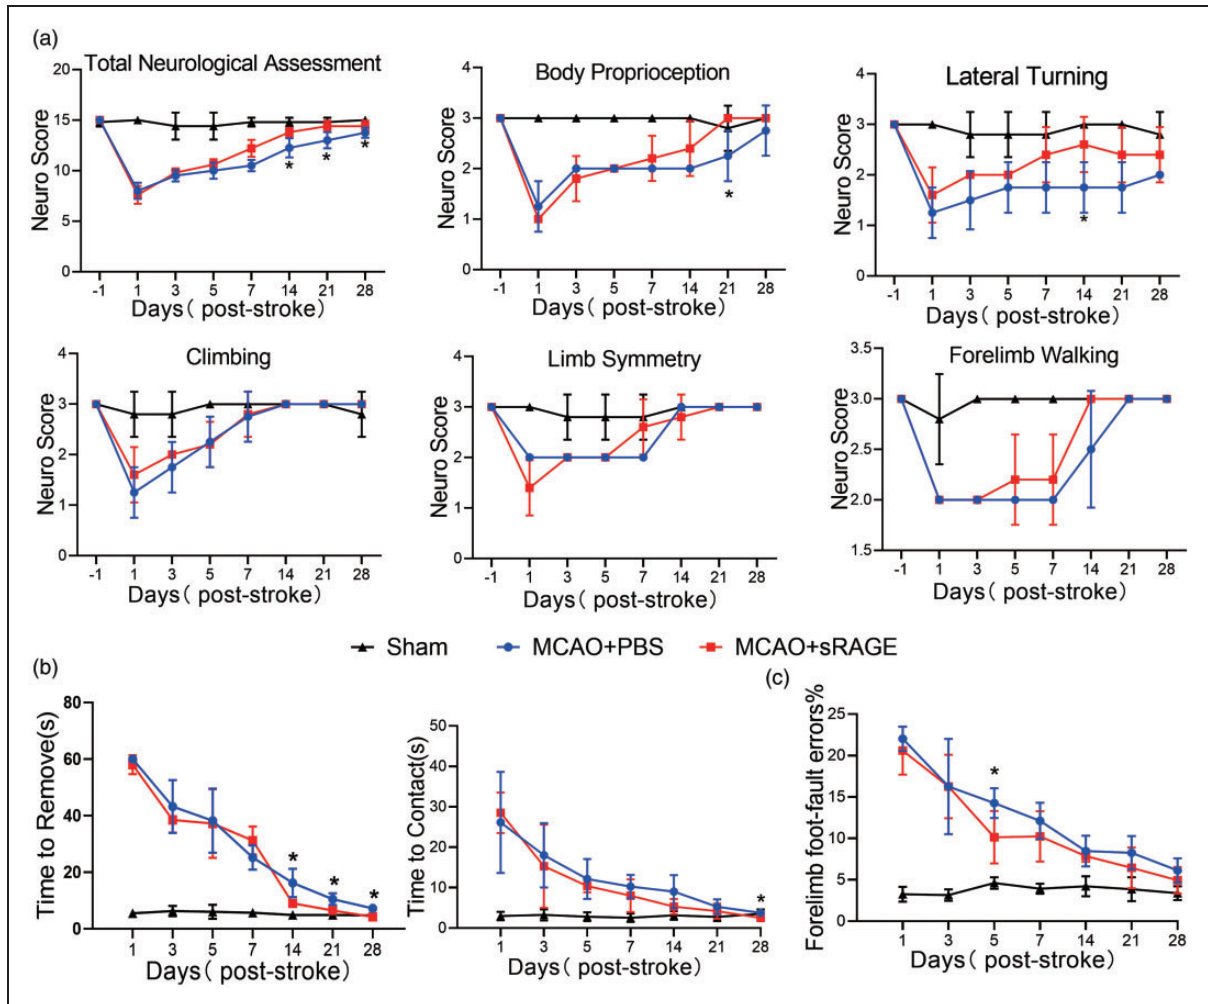 (a)
Total Neurological Assessment
Neuro Score
20
15
10
5
0
*
*
*
-1 1 3 5 7 14 21 28
Days( post-stroke)
Body Proprioception
Neuro Score
4
3
2
1
0
*
-1 1 3 5 7 14 21 28
Days( post-stroke)
Lateral Turning
Neuro Score
4
3
2
1
0
*
-1 1 3 5 7 14 21 28
Days( post-stroke)
Climbing
Neuro Score
4
3
2
1
0
-1 1 3 5 7 14 21 28
Days( post-stroke)
Limb Symmetry
Neuro Score
4
3
2
1
0
-1 1 3 5 7 14 21 28
Days( post-stroke)
Forelimb Walking
Neuro Score
3.5
3.0
2.5
2.0
1.5
-1 1 3 5 7 14 21 28
Days( post-stroke)
Sham MCAO+PBS MCAO+sRAGE
(b)
Time to Remove(s)
80
60
40
20
0
*
*
*
1 3 5 7 14 21 28
Days( post-stroke)
Time to Contact(s)
50
40
30
20
10
0
*
1 3 5 7 14 21 28
Days( post-stroke)
(c)
Forelimb foot-fault errors%
25
20
15
10
5
0
*
1 3 5 7 14 21 28
Days( post-stroke)